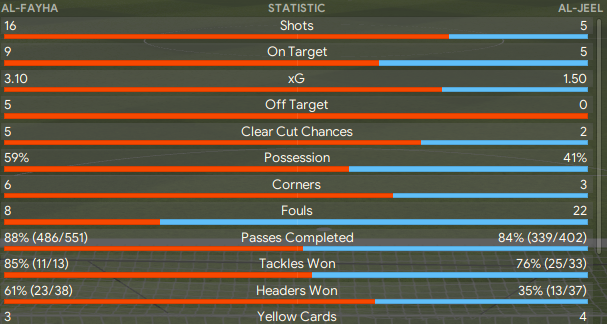 AL-FAYHA STATISTIC AL-JEEL
16 Shots 5
9 On Target 5
3.10 xG 1.50
5 Off Target 0
5 Clear Cut Chances 2
59% Possession 41%
6 Corners 3
8 Fouls 22
88% (486/551) Passes Completed 84% (339/402)
85% (11/13) Tackles Won 76% (25/33)
61% (23/38) Headers Won 35% (13/37)
3 Yellow Cards 4